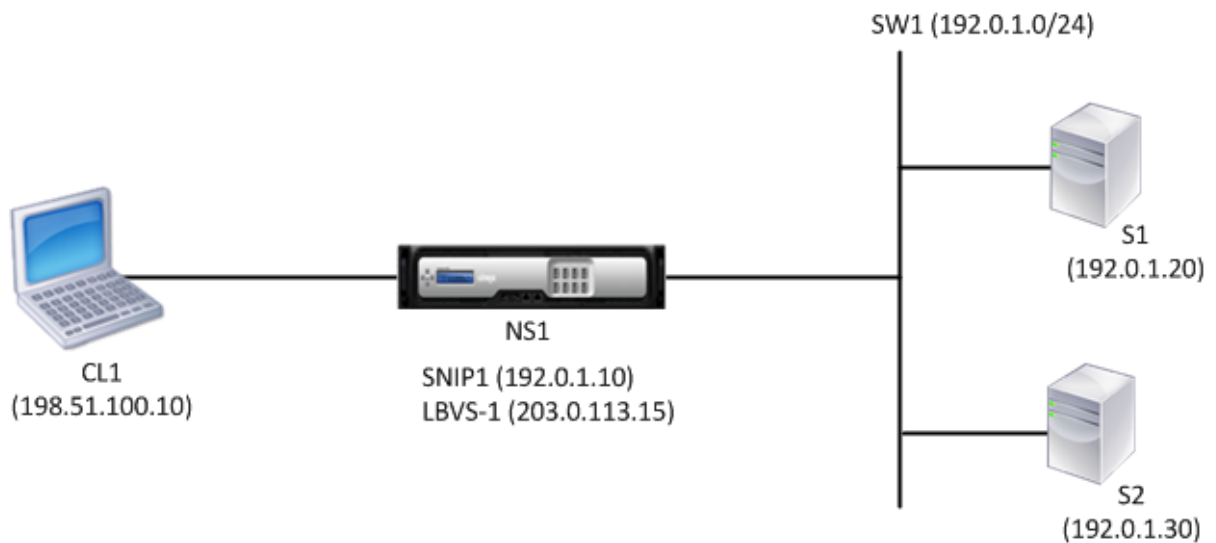 SW1 (192.0.1.0/24)
S1
(192.0.1.20)
NS1
SNIP1 (192.0.1.10)
LBVS-1 (203.0.113.15)
CL1
(198.51.100.10)
S2
(192.0.1.30)